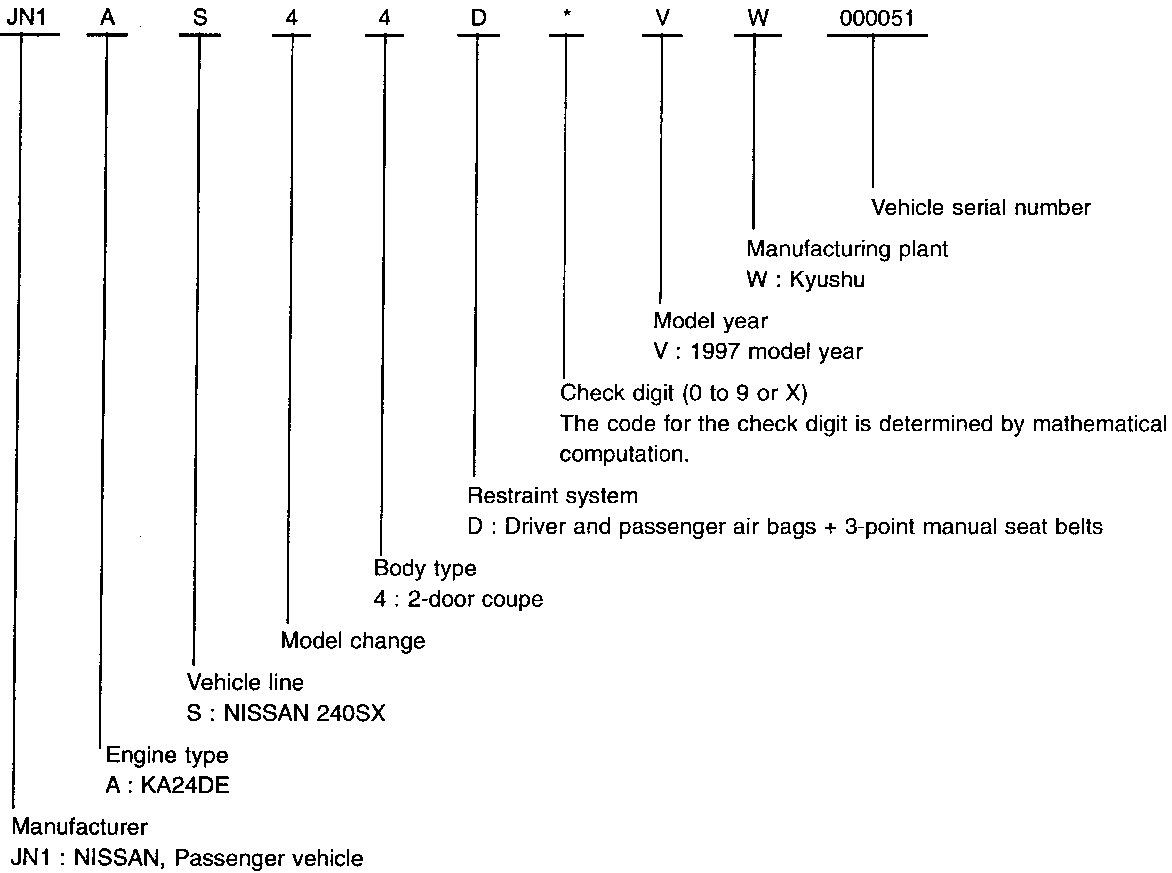 JN1 A S 4 4 D * V W 000051
Vehicle serial number
Manufacturing plant
W : Kyushu
Model year
V : 1997 model year
Check digit (0 to 9 or X)
The code for the check digit is determined by mathematical
computation.
Restraint system
D : Driver and passenger air bags + 3-point manual seat belts
Body type
4 : 2-door coupe
Model change
Vehicle line
S : NISSAN 240SX
Engine type
A : KA24DE
Manufacturer
JN1 : NISSAN, Passenger vehicle